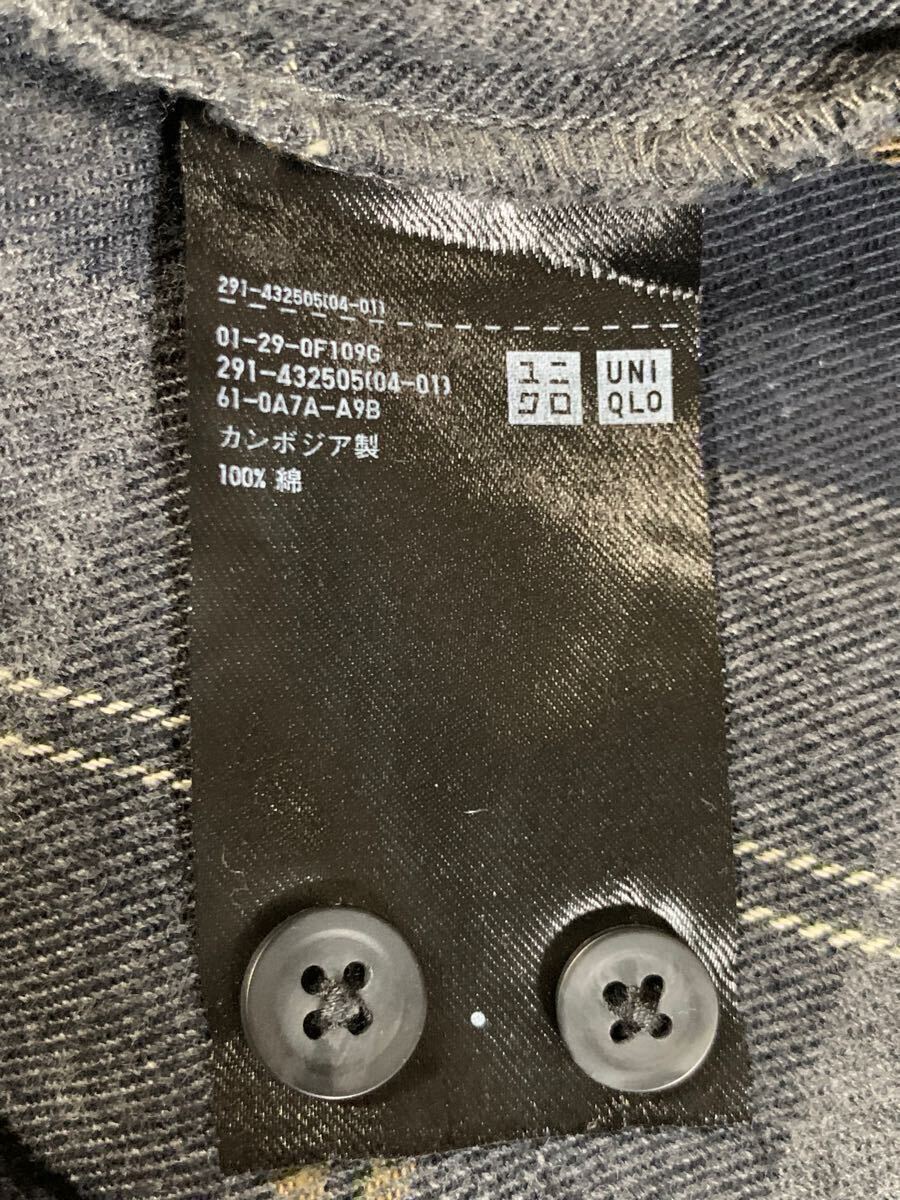 291-432505(04-01)
01-29-0F109G
291-432505(04-01)
61-0A7A-A9B
カンボジア製
100% 綿
ユニ
クロ
UNI
QLO